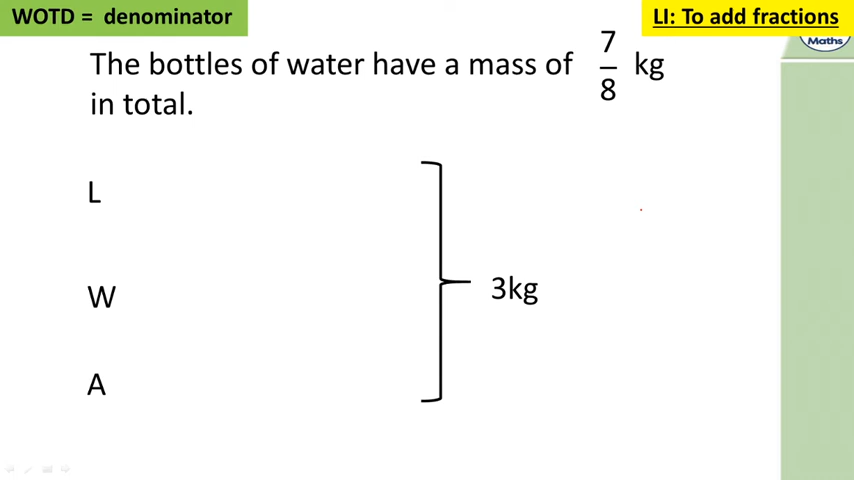 WOTD = denominator
LI: To add fractions
Maths
The bottles of water have a mass of 7/8 kg
in total.
L
W
3kg
A